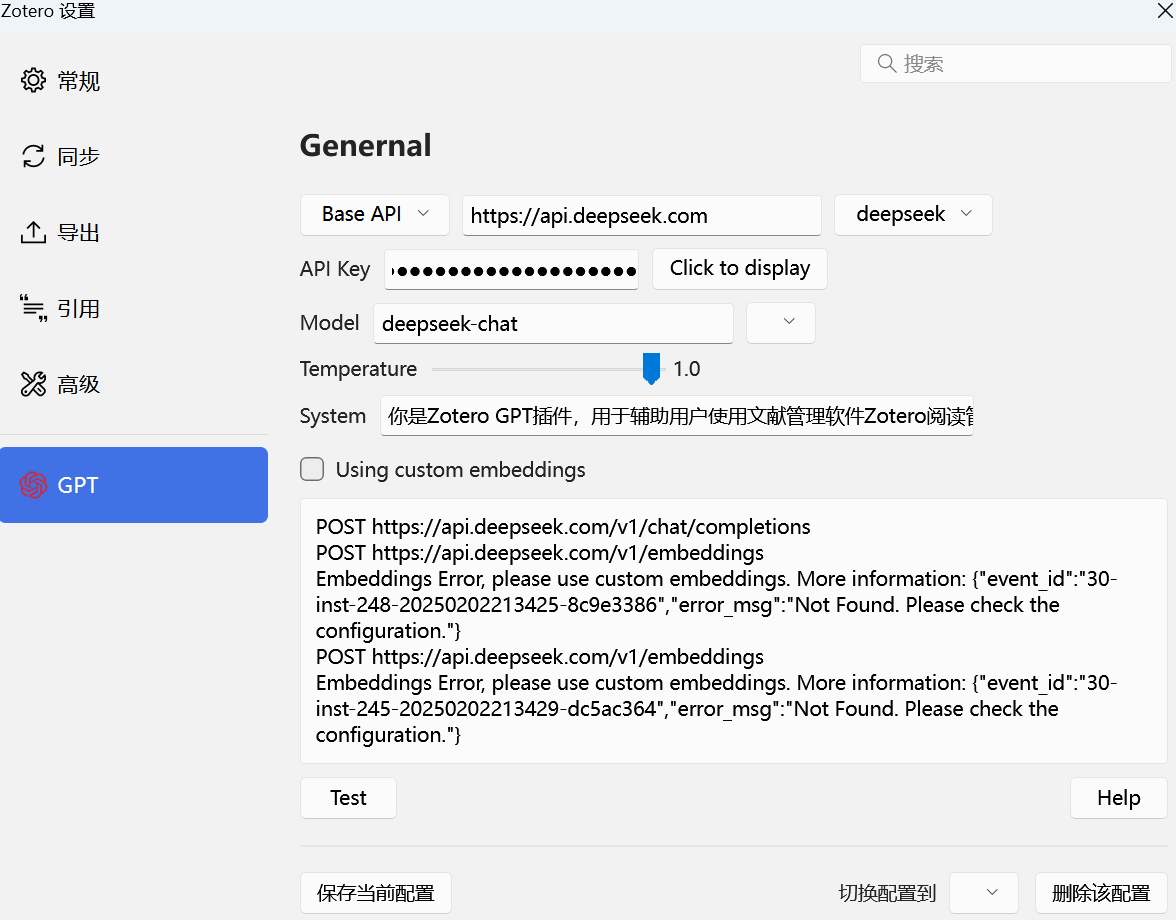 Zotero 设置
常规
搜索
同步
导出
引用
高级
GPT
Genernal
Base API
https://api.deepseek.com
deepseek
API Key
Click to display
Model
deepseek-chat
Temperature
1.0
System
你是Zotero GPT插件，用于辅助用户使用文献管理软件Zotero阅读管
Using custom embeddings
POST https://api.deepseek.com/v1/chat/completions
POST https://api.deepseek.com/v1/embeddings
Embeddings Error, please use custom embeddings. More information: {"event_id":"30-
inst-248-20250202213425-8c9e3386","error_msg":"Not Found. Please check the
configuration."}
POST https://api.deepseek.com/v1/embeddings
Embeddings Error, please use custom embeddings. More information: {"event_id":"30-
inst-245-20250202213429-dc5ac364","error_msg":"Not Found. Please check the
configuration."}
Test
Help
保存当前配置
切换配置到
删除该配置